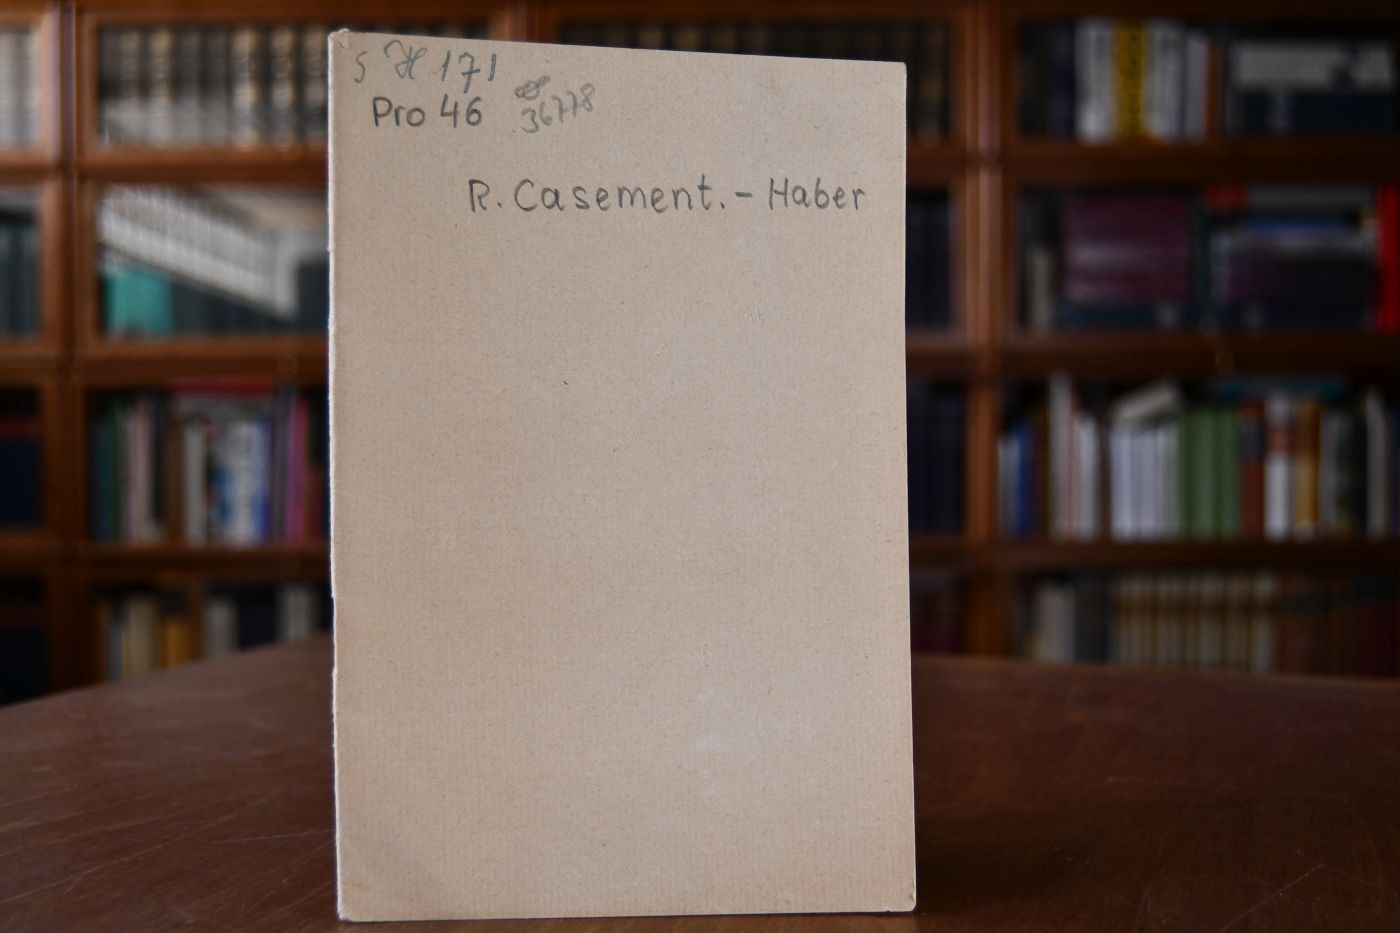 S H 171
Pro 46 36778
R. Casement. - Haber